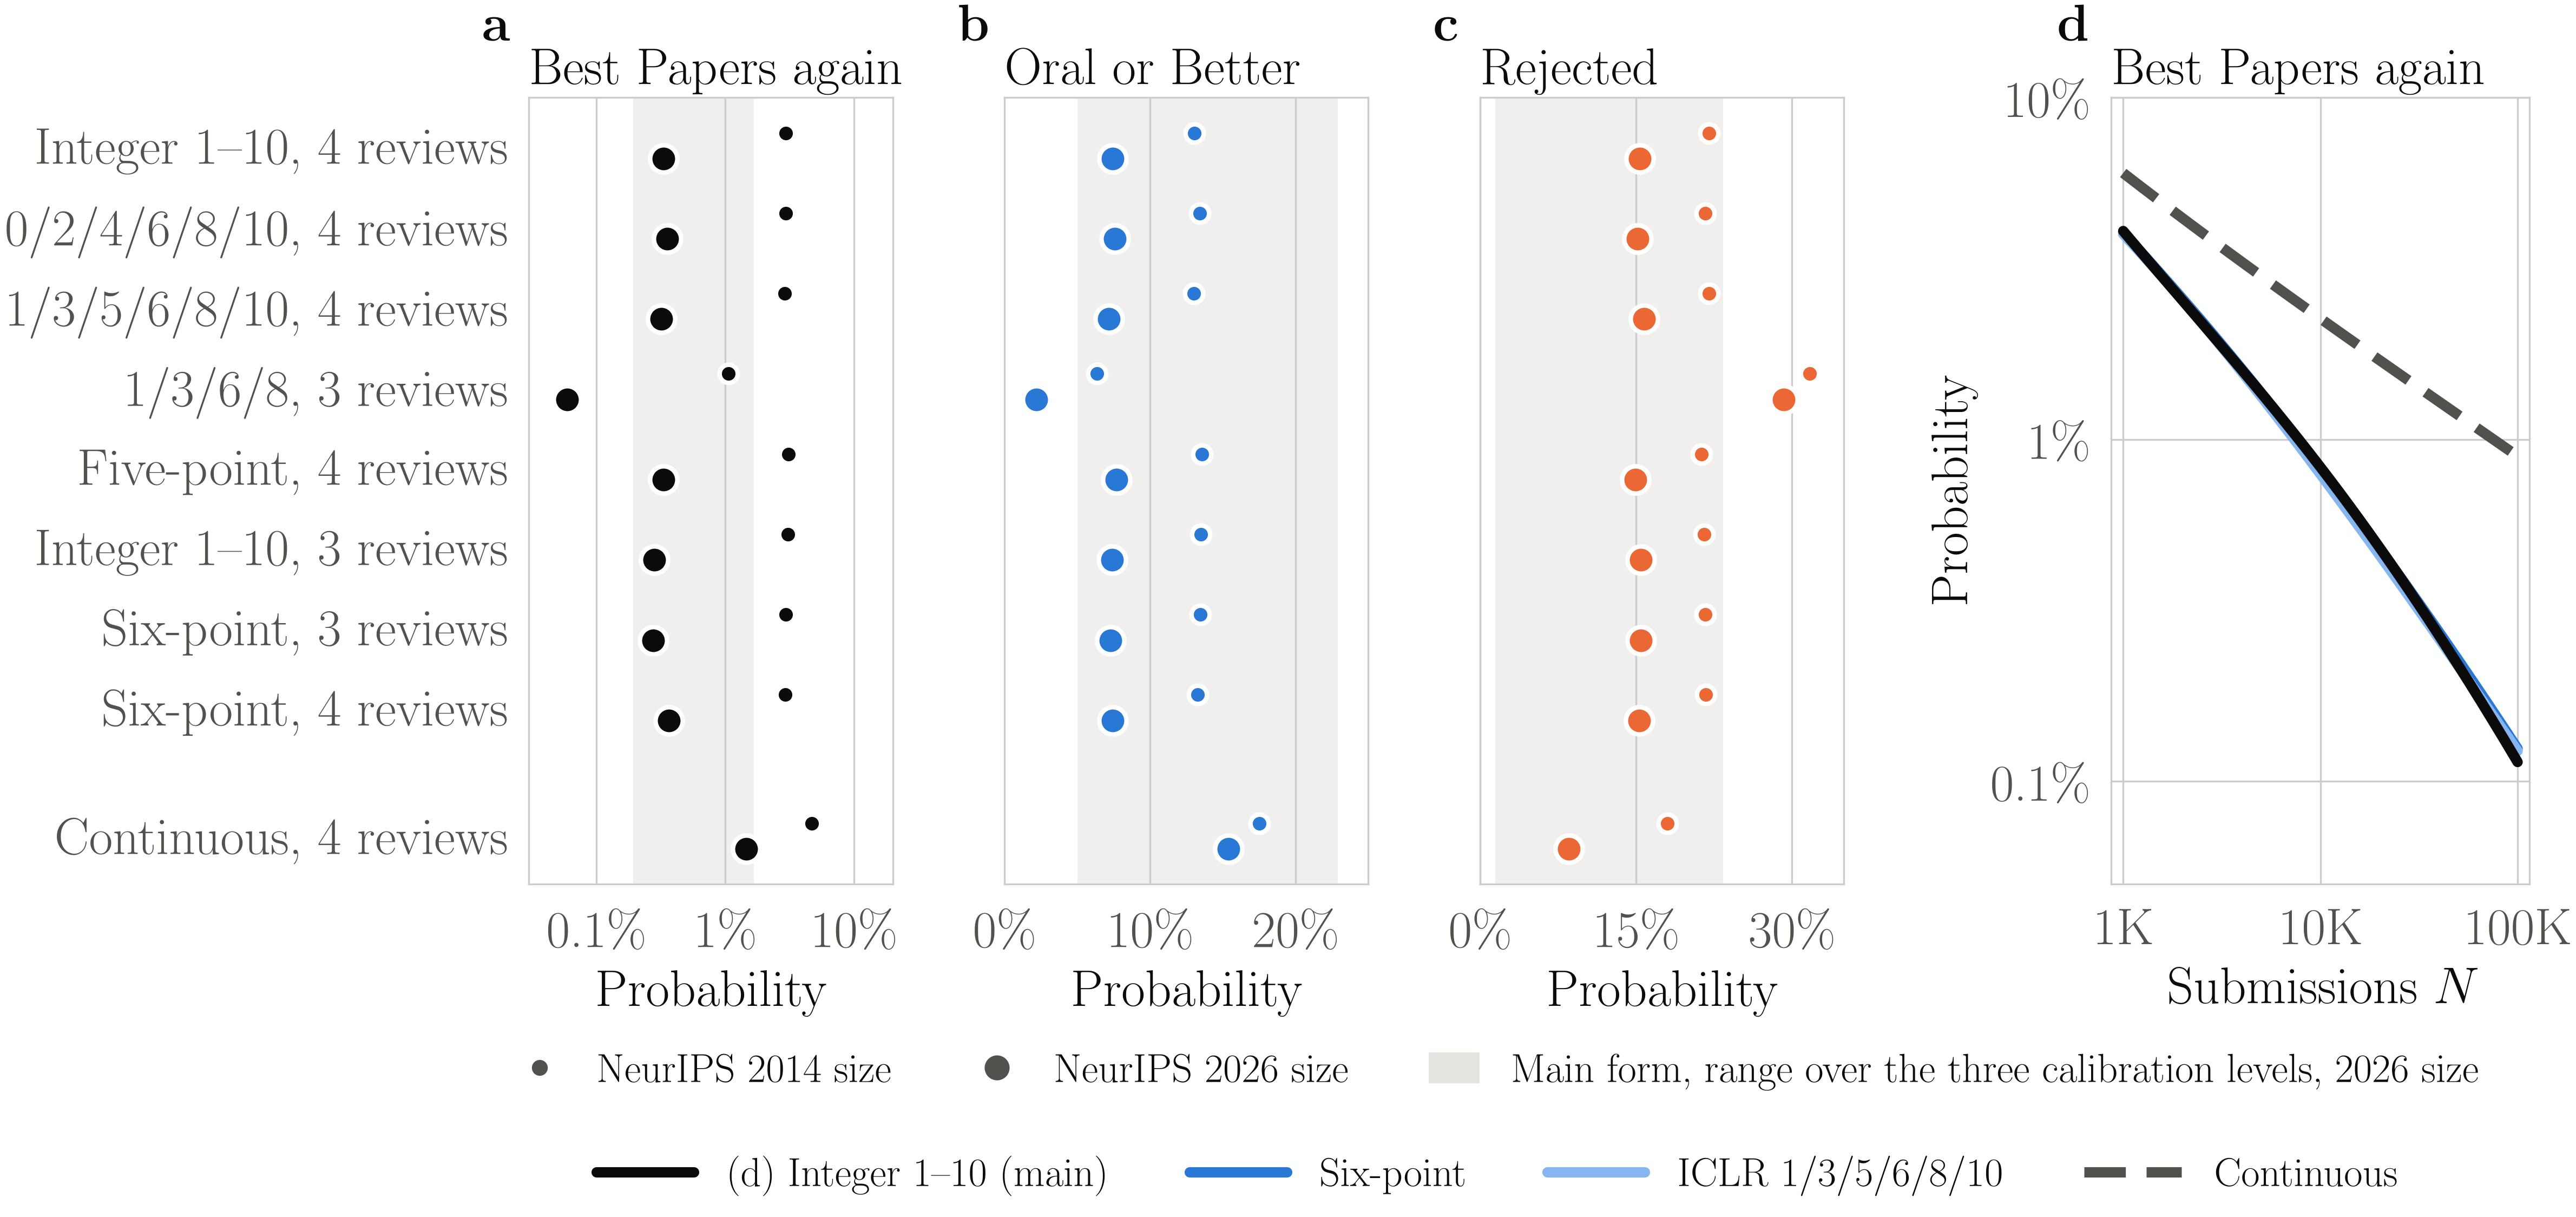 a
Best Papers again
b
Oral or Better
c
Rejected
d
Best Papers again
Integer 1–10, 4 reviews
0/2/4/6/8/10, 4 reviews
1/3/5/6/8/10, 4 reviews
1/3/6/8, 3 reviews
Five-point, 4 reviews
Integer 1–10, 3 reviews
Six-point, 3 reviews
Six-point, 4 reviews
Continuous, 4 reviews
0.1% 1% 10%
Probability
0% 10% 20%
Probability
0% 15% 30%
Probability
Probability
10%
1%
0.1%
1K 10K 100K
Submissions N
NeurIPS 2014 size
NeurIPS 2026 size
Main form, range over the three calibration levels, 2026 size
(d) Integer 1–10 (main)
Six-point
ICLR 1/3/5/6/8/10
Continuous